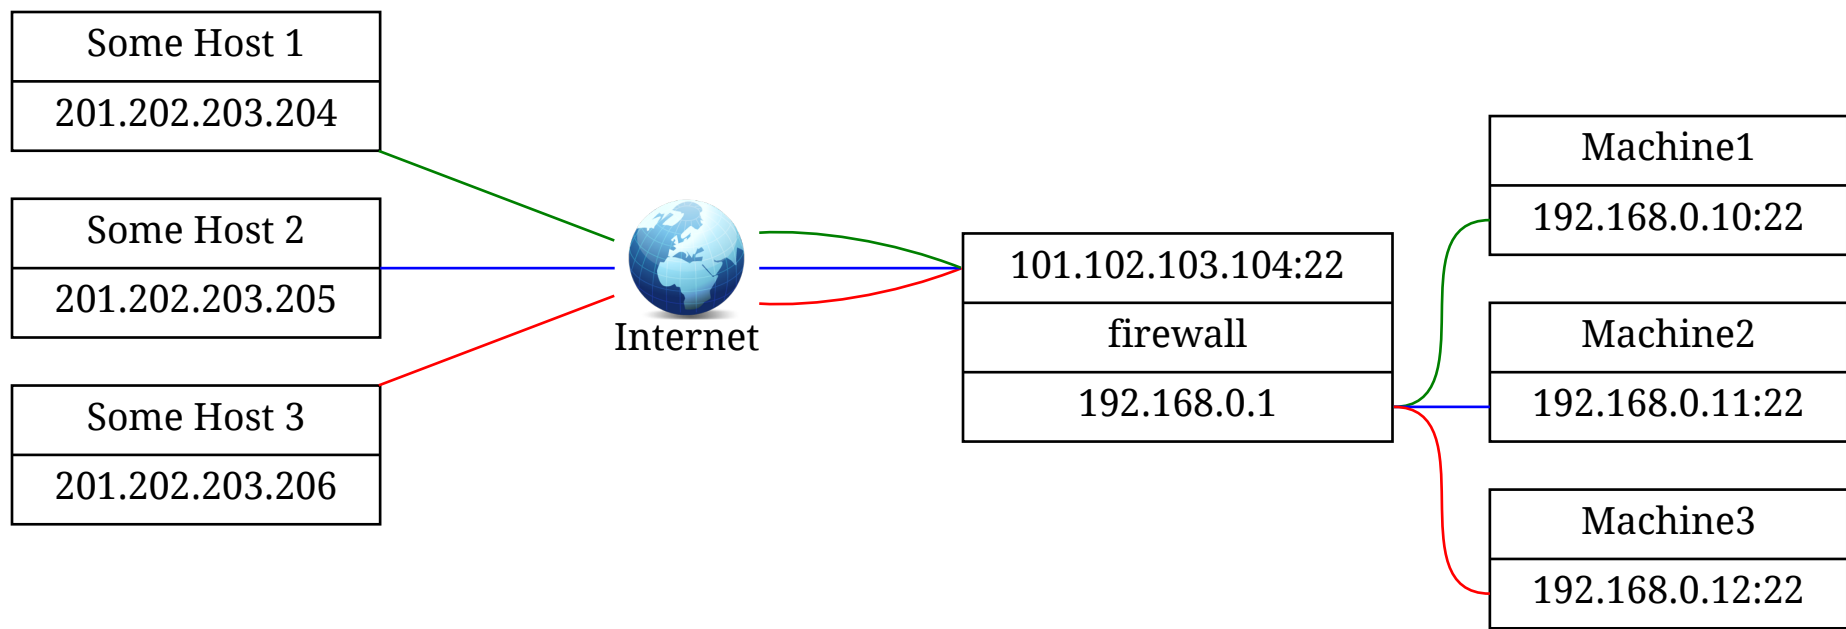 Some Host 1
201.202.203.204
Some Host 2
201.202.203.205
Some Host 3
201.202.203.206
Internet
101.102.103.104:22
firewall
192.168.0.1
Machine1
192.168.0.10:22
Machine2
192.168.0.11:22
Machine3
192.168.0.12:22